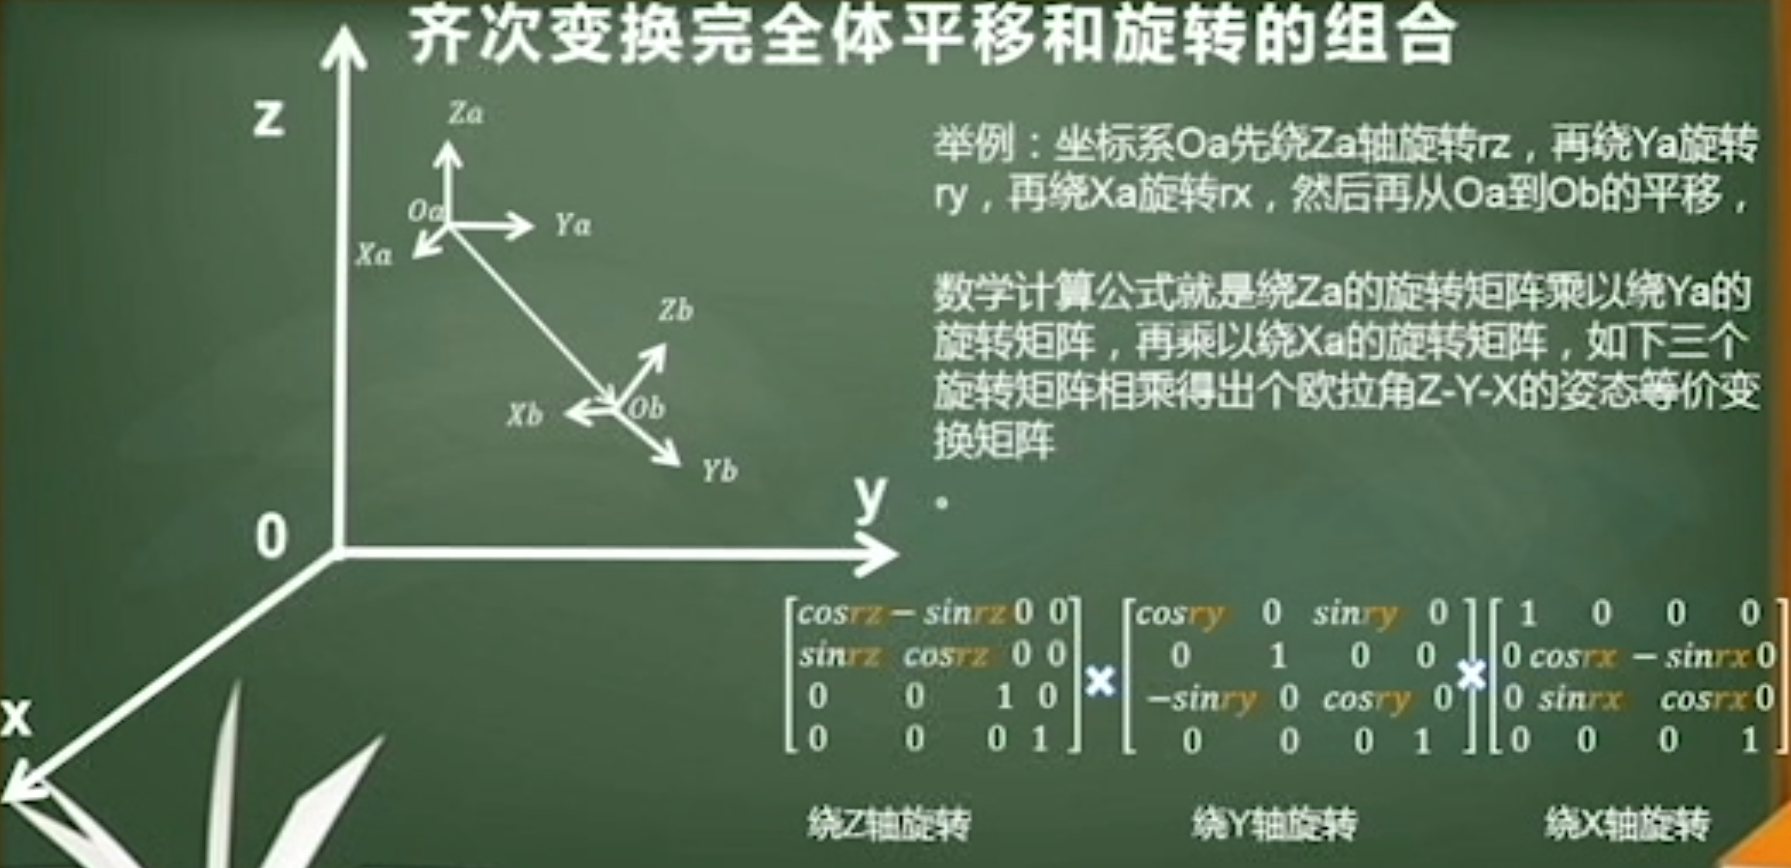 齐次变换完全体平移和旋转的组合
z
Za
Oa
Ya
Xa
Zb
Xb
Ob
Yb
y
0
x
举例：坐标系Oa先绕Za轴旋转rz，再绕Ya旋转
ry，再绕Xa旋转rx，然后再从Oa到Ob的平移，
数学计算公式就是绕Za的旋转矩阵乘以绕Ya的
旋转矩阵，再乘以绕Xa的旋转矩阵，如下三个
旋转矩阵相乘得出个欧拉角Z-Y-X的姿态等价变
换矩阵
。
cosrz − sinrz 0 0
sinrz cosrz 0 0
0 0 1 0
0 0 0 1
×
cosry 0 sinry 0
0 1 0 0
−sinry 0 cosry 0
0 0 0 1
×
1 0 0 0
0 cosrx − sinrx 0
0 sinrx cosrx 0
0 0 0 1
绕Z轴旋转
绕Y轴旋转
绕X轴旋转